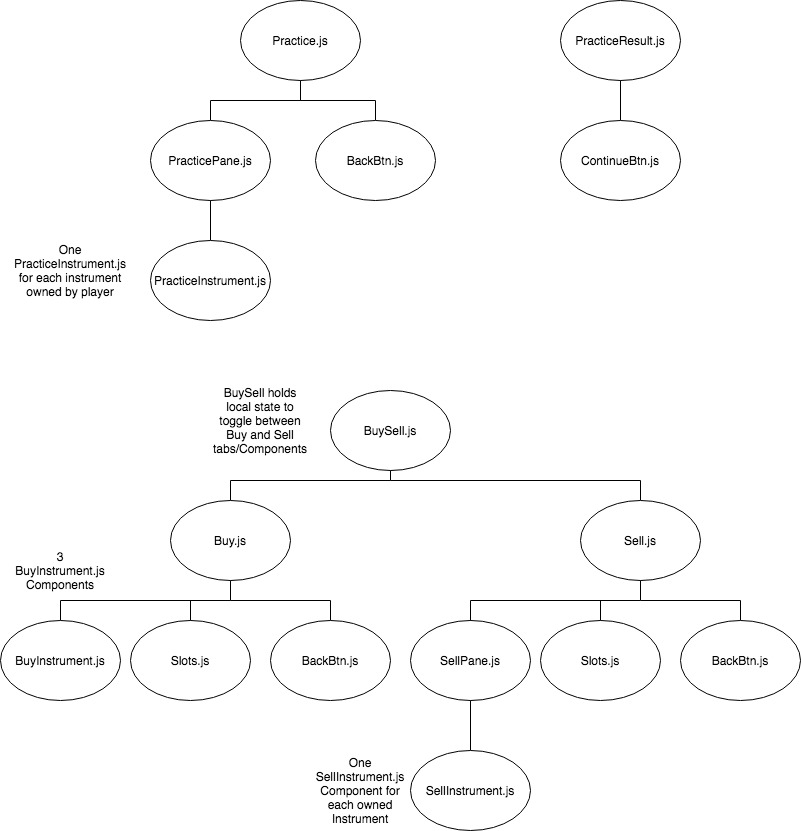 Practice.js
PracticeResult.js
PracticePane.js
BackBtn.js
ContinueBtn.js
One
PracticeInstrument.js
for each instrument
owned by player
PracticeInstrument.js
BuySell holds
local state to
toggle between
Buy and Sell
tabs/Components
BuySell.js
Buy.js
Sell.js
3
BuyInstrument.js
Components
BuyInstrument.js
Slots.js
BackBtn.js
SellPane.js
Slots.js
BackBtn.js
One
SellInstrument.js
Component for
each owned
Instrument
SellInstrument.js